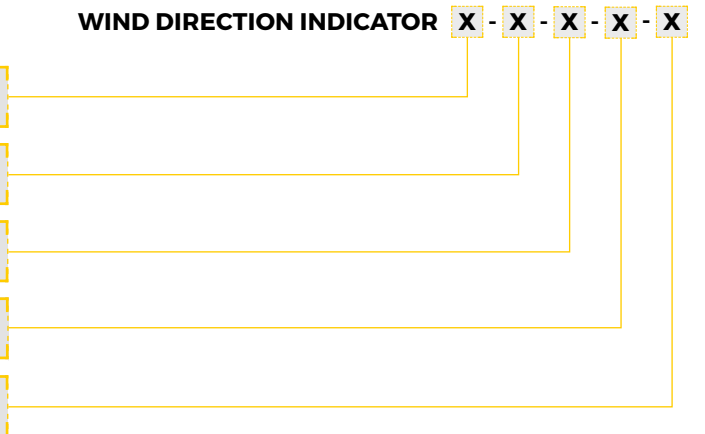 WIND DIRECTION INDICATOR X - X - X - X - X